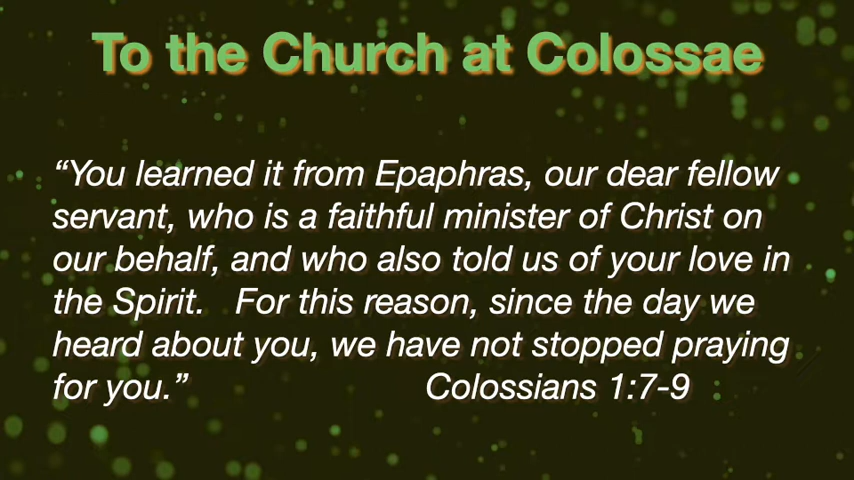 To the Church at Colossae
“You learned it from Epaphras, our dear fellow
servant, who is a faithful minister of Christ on
our behalf, and who also told us of your love in
the Spirit. For this reason, since the day we
heard about you, we have not stopped praying
for you.” Colossians 1:7-9